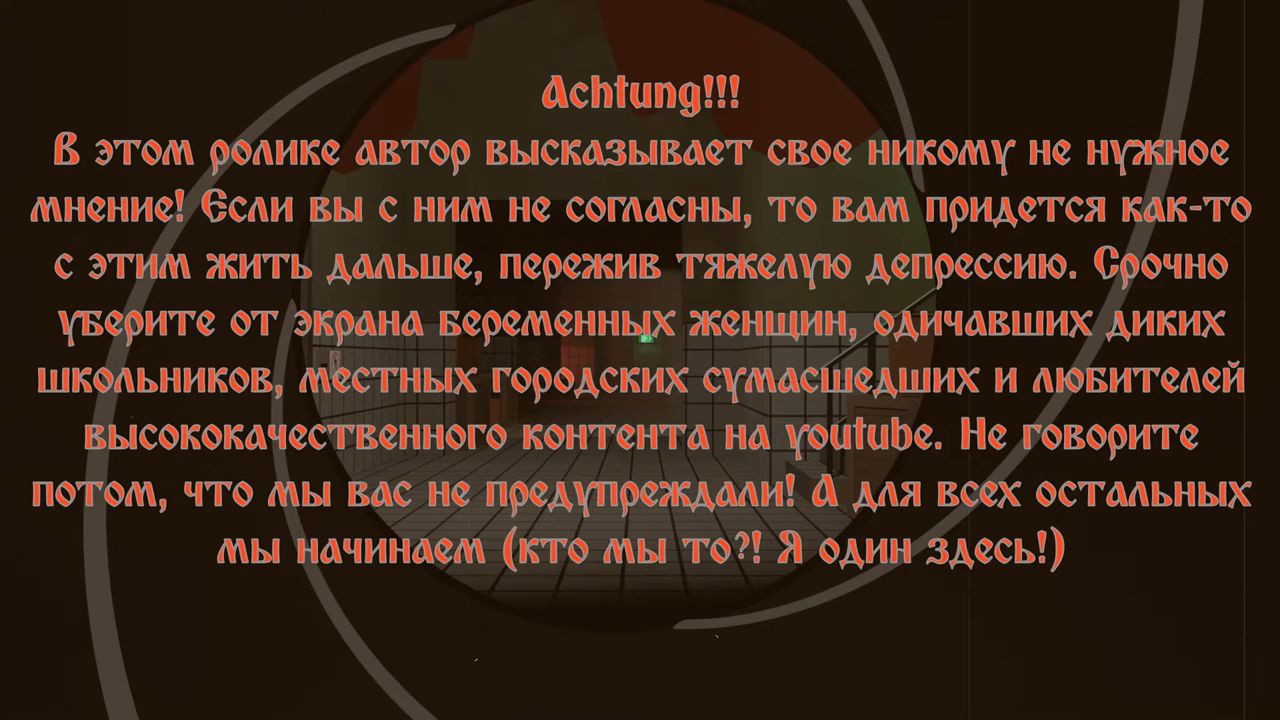 Achtung!!!
В этом ролике автор высказывает свое никому не нужное
мнение! Если вы с ним не согласны, то вам придется как-то
с этим жить дальше, пережив тяжелую депрессию. Срочно
уберите от экрана беременных женщин, одичавших диких
школьников, местных городских сумасшедших и любителей
высококачественного контента на youtube. Не говорите
потом, что мы вас не предупреждали! А для всех остальных
мы начинаем (кто мы то?! Я один здесь!)